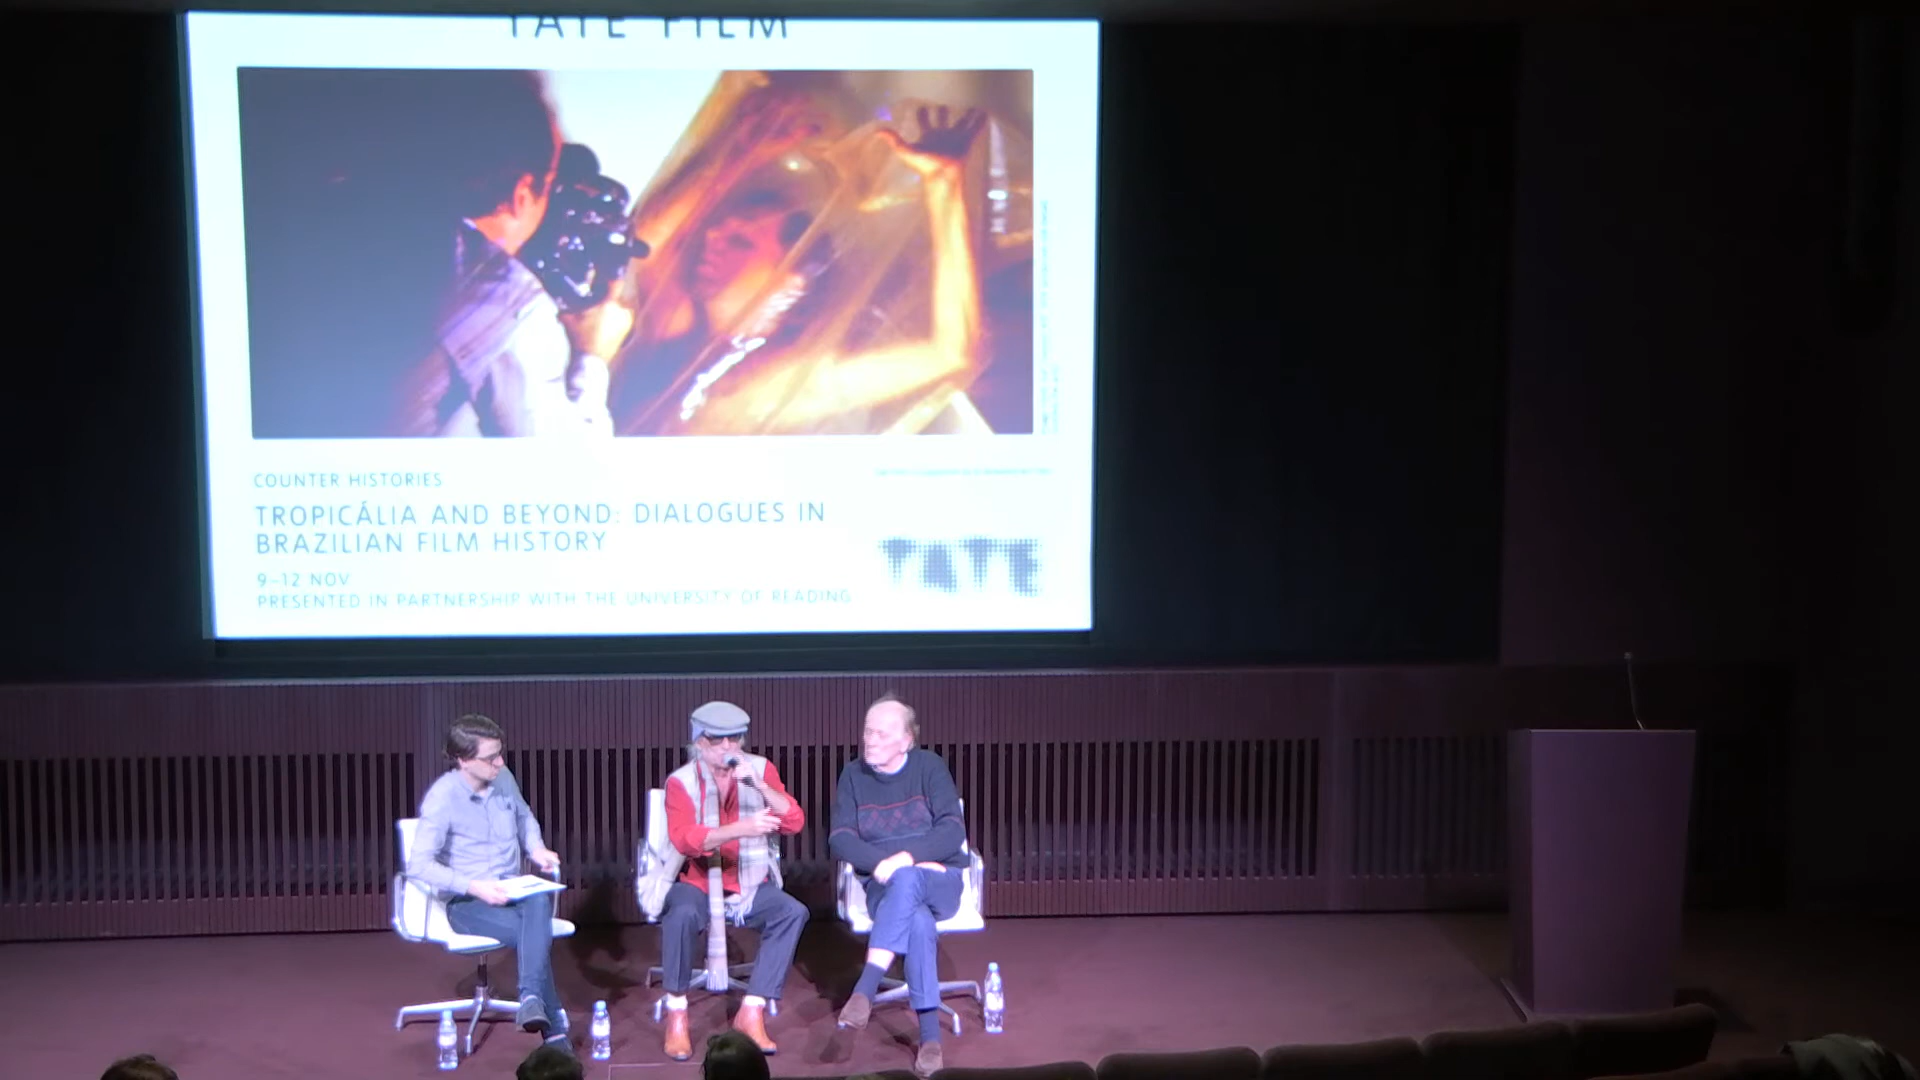 TATE FILM
COUNTER HISTORIES
TROPICÁLIA AND BEYOND: DIALOGUES IN
BRAZILIAN FILM HISTORY
9–12 NOV
PRESENTED IN PARTNERSHIP WITH THE UNIVERSITY OF READING
TATE